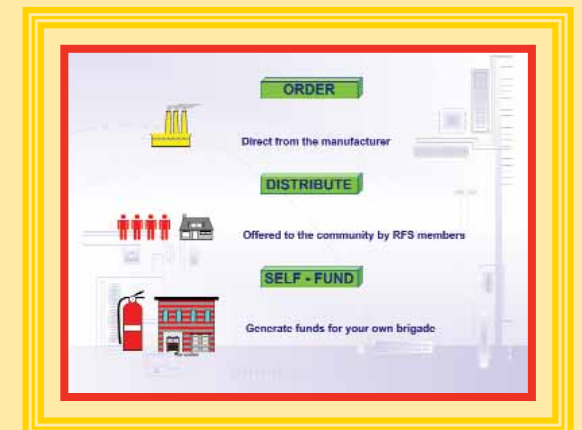 ORDER
Direct from the manufacturer
DISTRIBUTE
Offered to the community by RFS members
SELF - FUND
Generate funds for your own brigade